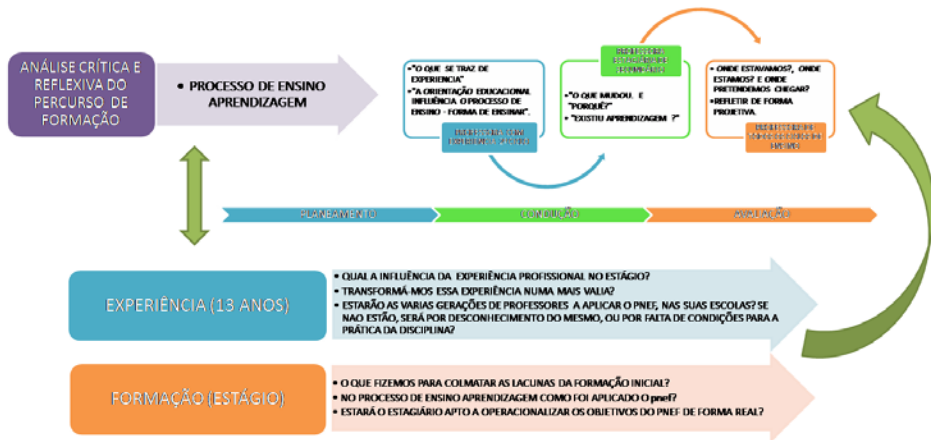 ANÁLISE CRÍTICA E
REFLEXIVA DO
PERCURSO DE
FORMAÇÃO
• PROCESSO DE ENSINO
APRENDIZAGEM
•"O QUE SE TRAZ DE
EXPERIENCIA"
•"A ORIENTAÇÃO EDUCACIONAL
INFLUÊNCIA O PROCESSO DE
ENSINO - FORMA DE ENSINAR".
PROFESSORA COM
PROFESSORA
•"O QUE MUDOU. E
"PORQUÊ?"
• "EXISTIU APRENDIZAGEM ?"
• ONDE ESTAVAMOS?, ONDE
ESTAMOS? E ONDE
PRETENDEMOS CHEGAR?
•REFLETIR DE FORMA
PROJETIVA.
ENSINO
PLANEAMENTO
CONDUÇÃO
AVALIAÇÃO
EXPERIÊNCIA (13 ANOS)
• QUAL A INFLUÊNCIA DA EXPERIÊNCIA PROFISSIONAL NO ESTÁGIO?
• TRANSFORMÁ-MOS ESSA EXPERIÊNCIA NUMA MAIS VALIA?
• ESTARÃO AS VARIAS GERAÇÕES DE PROFESSORES A APLICAR O PNEF, NAS SUAS ESCOLAS? SE
NAO ESTÃO, SERÁ POR DESCONHECIMENTO DO MESMO, OU POR FALTA DE CONDIÇÕES PARA A
PRÁTICA DA DISCIPLINA?
FORMAÇÃO (ESTÁGIO)
• O QUE FIZEMOS PARA COLMATAR AS LACUNAS DA FORMAÇÃO INICIAL?
• NO PROCESSO DE ENSINO APRENDIZAGEM COMO FOI APLICADO O pnef?
• ESTARÁ O ESTAGIÁRIO APTO A OPERACIONALIZAR OS OBJETIVOS DO PNEF DE FORMA REAL?